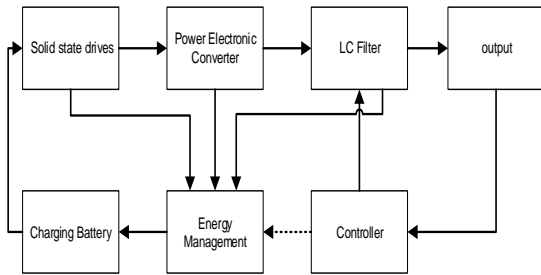 Solid state drives
Power Electronic
Converter
LC Filter
output
Charging Battery
Energy
Management
Controller